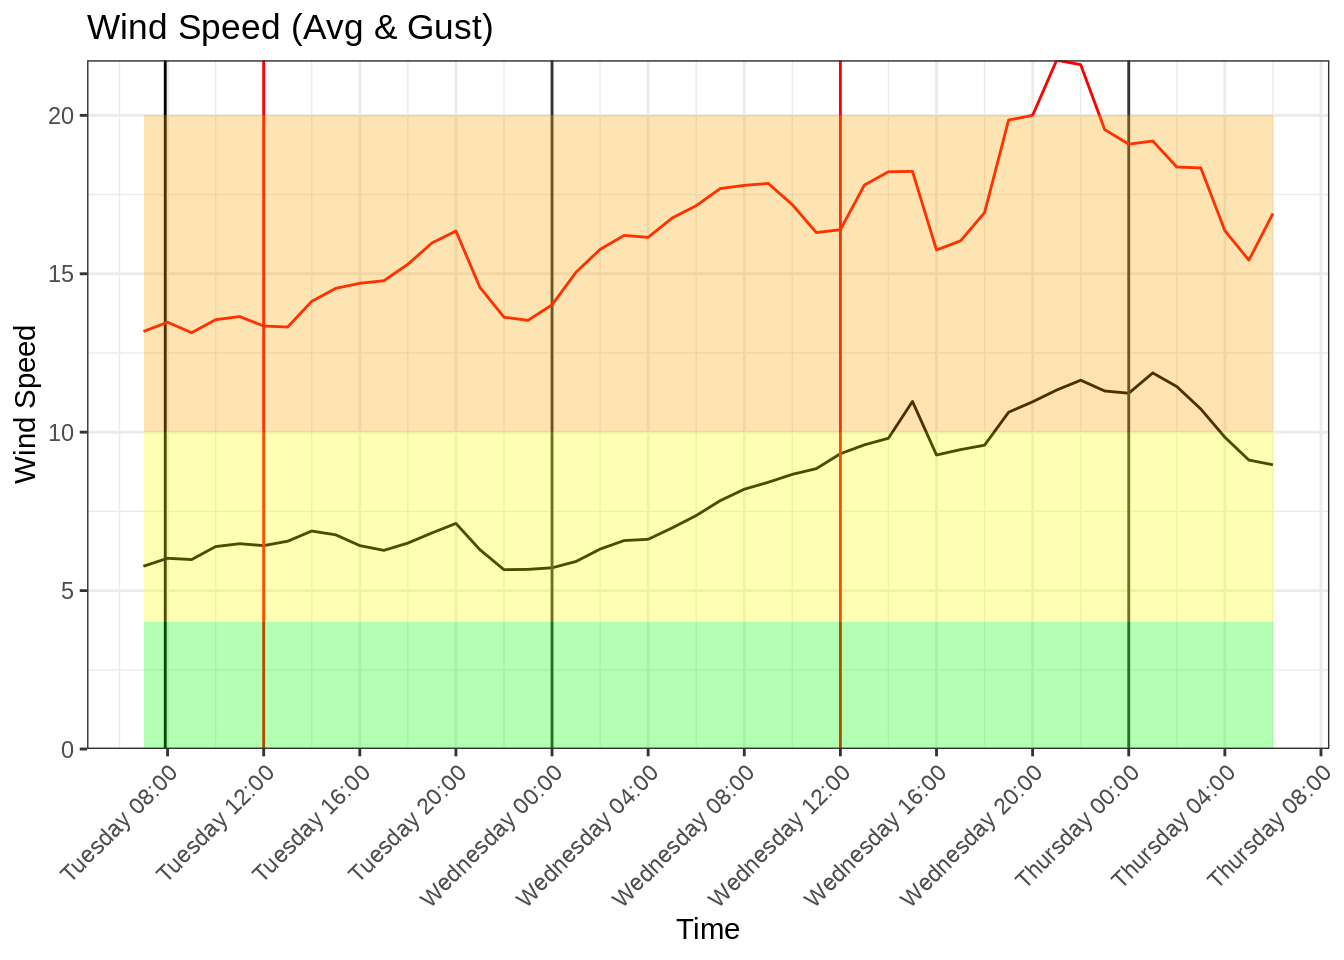 Wind Speed (Avg & Gust)
Wind Speed
20
15
10
5
0
Tuesday 08:00
Tuesday 12:00
Tuesday 16:00
Tuesday 20:00
Wednesday 00:00
Wednesday 04:00
Wednesday 08:00
Wednesday 12:00
Wednesday 16:00
Wednesday 20:00
Thursday 00:00
Thursday 04:00
Thursday 08:00
Time